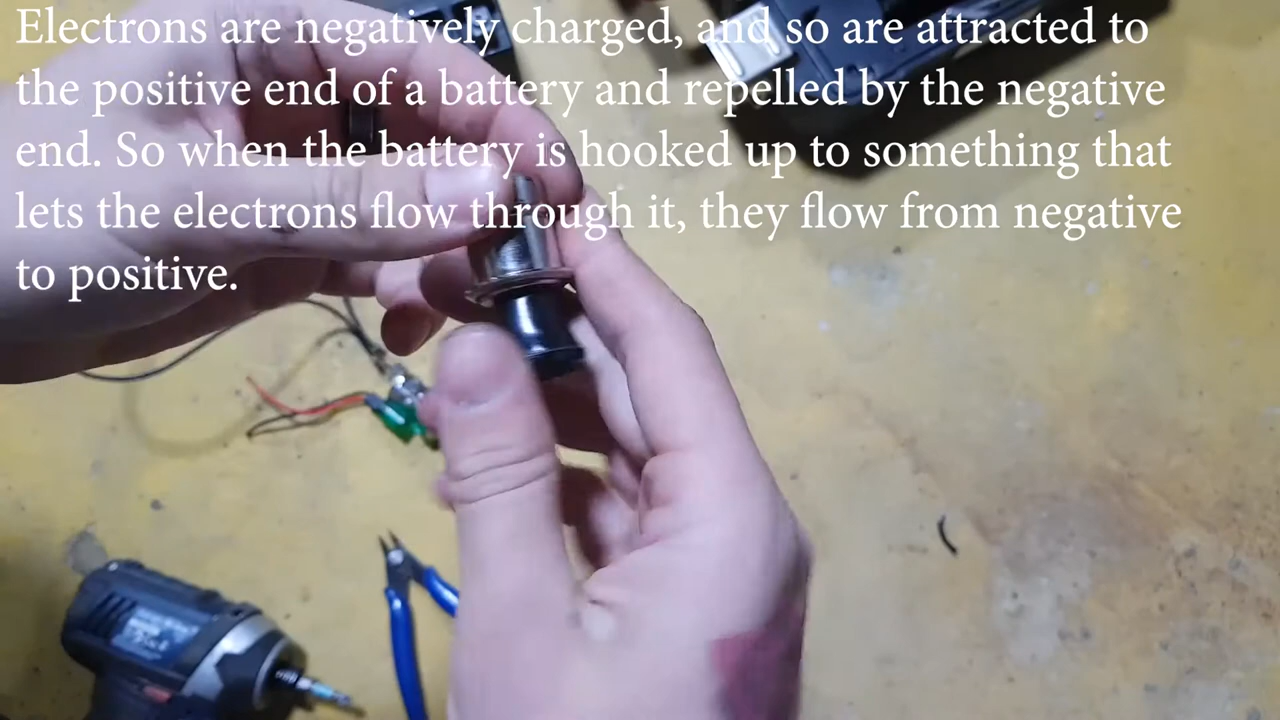 Electrons are negatively charged, and so are attracted to
the positive end of a battery and repelled by the negative
end. So when the battery is hooked up to something that
lets the electrons flow through it, they flow from negative
to positive.